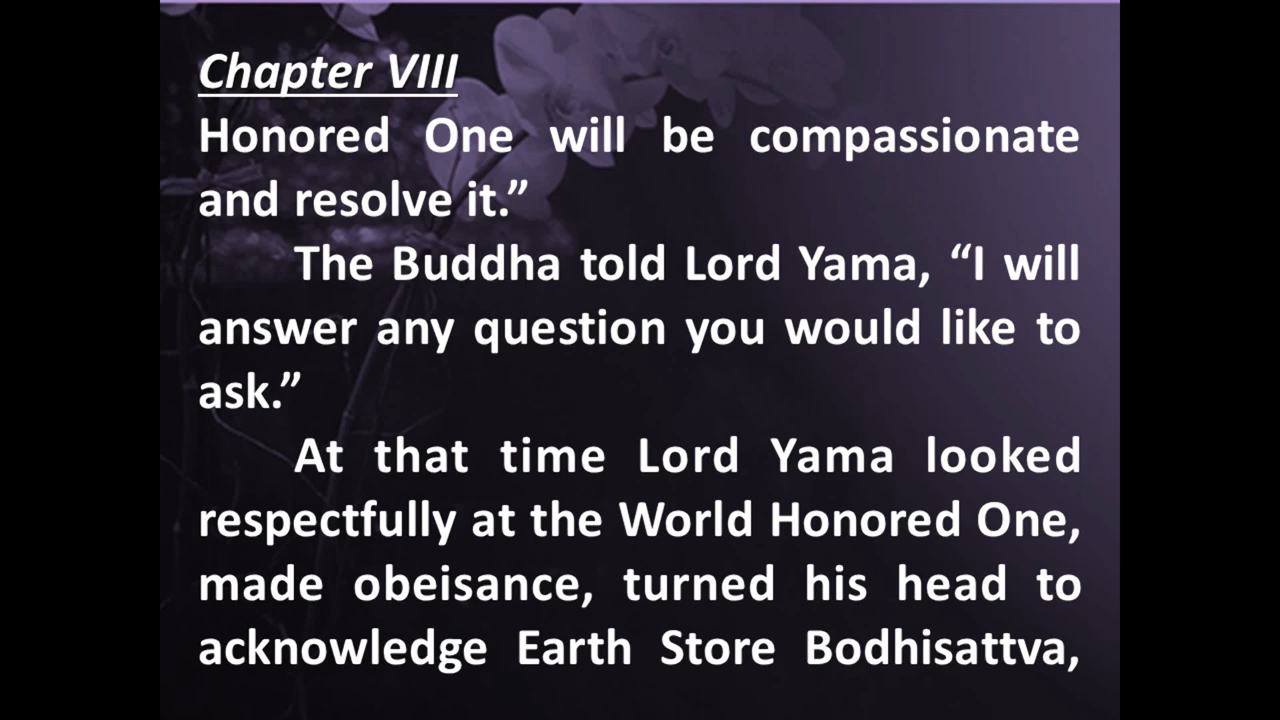 Chapter VIII
Honored One will be compassionate
and resolve it.”
The Buddha told Lord Yama, “I will
answer any question you would like to
ask.”
At that time Lord Yama looked
respectfully at the World Honored One,
made obeisance, turned his head to
acknowledge Earth Store Bodhisattva,